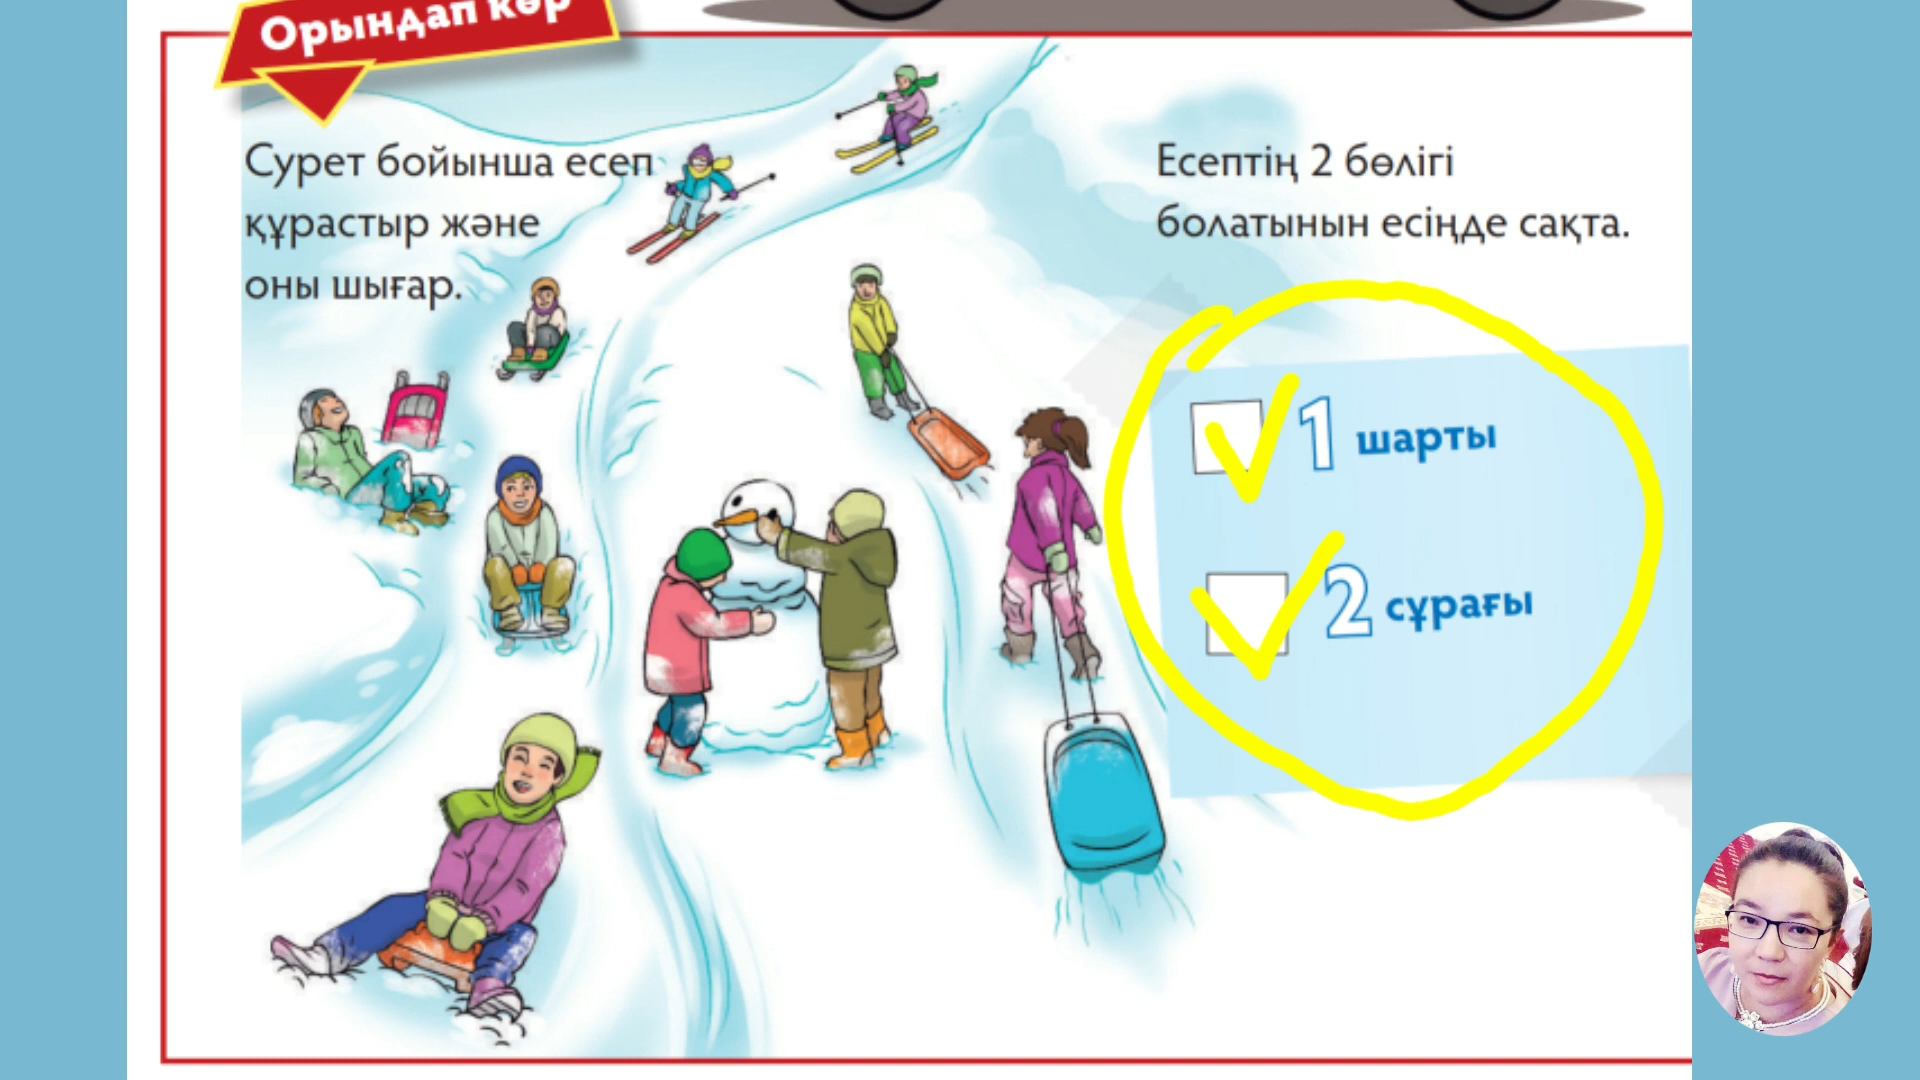 Орындап көр
Сурет бойынша есеп
құрастыр және
оны шығар.
Есептің 2 бөлігі
болатынын есіңде сақта.
1 шарты
2 сұрағы